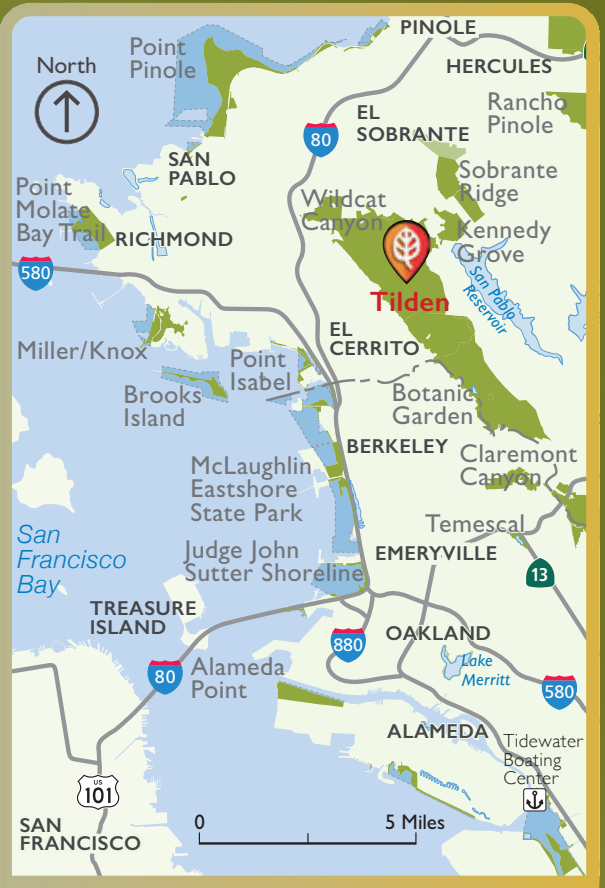 PINOLE
Point
Pinole
North
HERCULES
Rancho
Pinole
EL
SOBRANTE
80
SAN
PABLO
Sobrante
Ridge
Point
Molate
Bay Trail
Wildcat
Canyon
RICHMOND
Kennedy
Grove
580
San Pablo
Reservoir
Tilden
EL
CERRITO
Miller/Knox
Point
Isabel
Brooks
Island
Botanic
Garden
BERKELEY
Claremont
Canyon
McLaughlin
Eastshore
State Park
Temescal
San
Francisco
Bay
Judge John
Sutter Shoreline
EMERYVILLE
13
TREASURE
ISLAND
OAKLAND
880
Lake
Merritt
80
Alameda
Point
580
ALAMEDA
Tidewater
Boating
Center
US
101
SAN
FRANCISCO
0
5 Miles